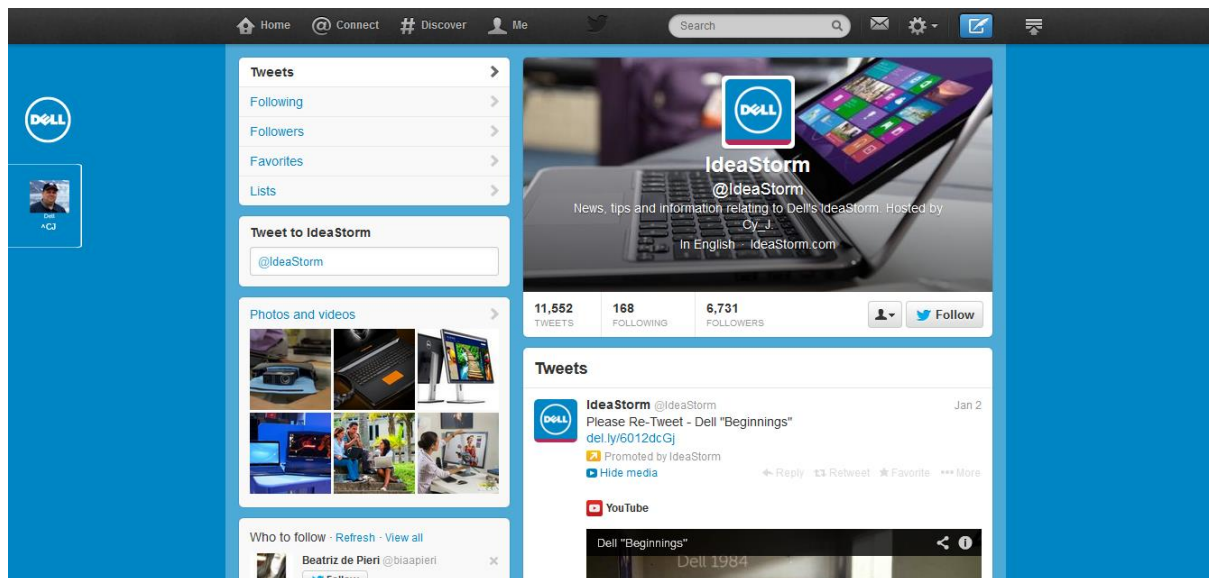 Home
Connect
Discover
Me
Search
DELL
Dell
^CJ
Tweets
Following
Followers
Favorites
Lists
Tweet to IdeaStorm
@IdeaStorm
Photos and videos
Who to follow · Refresh · View all
Beatriz de Pieri @biaapieri
Follow
DELL
IdeaStorm
@IdeaStorm
News, tips and information relating to Dell's IdeaStorm. Hosted by
Cy_J.
In English · IdeaStorm.com
11,552
TWEETS
168
FOLLOWING
6,731
FOLLOWERS
Follow
Tweets
DELL
IdeaStorm @IdeaStorm Jan 2
Please Re-Tweet - Dell "Beginnings"
del.ly/6012dcGj
Promoted by IdeaStorm
Hide media Reply Retweet Favorite More
YouTube
Dell "Beginnings"
Dell 1984